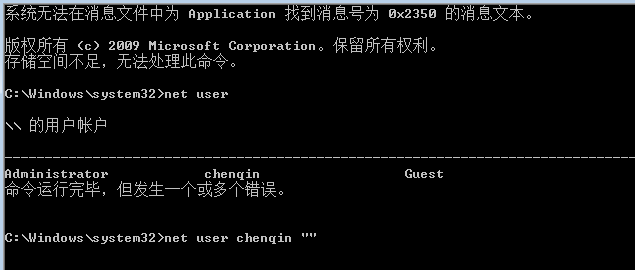 系统无法在消息文件中为 Application 找到消息号为 0x2350 的消息文本。
版权所有 (c) 2009 Microsoft Corporation。保留所有权利。
存储空间不足，无法处理此命令。
C:\Windows\system32>net user
\\ 的用户帐户
-------------------------------------------------------------------------------
Administrator            chenqin                  Guest
命令运行完毕，但发生一个或多个错误。
C:\Windows\system32>net user chenqin ""